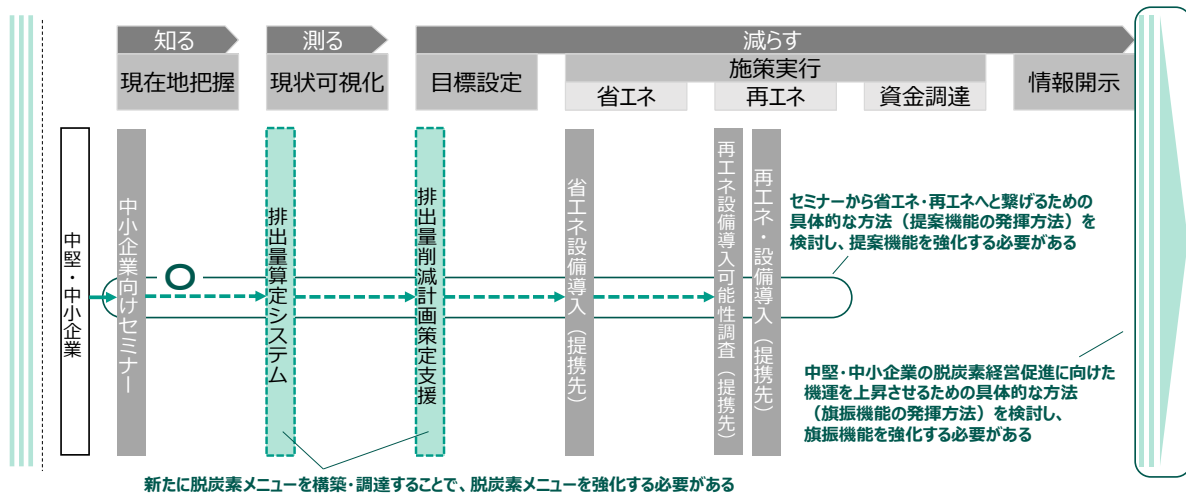 知る
測る
減らす
現在地把握
現状可視化
目標設定
施策実行
省エネ
再エネ
資金調達
情報開示
中堅・中小企業
中小企業向けセミナー
排出量算定システム
排出量削減計画策定支援
省エネ設備導入（提携先）
再エネ設備導入可能性調査（提携先）
再エネ・設備導入（提携先）
セミナーから省エネ・再エネへと繋げるための
具体的な方法（提案機能の発揮方法）を
検討し、提案機能を強化する必要がある
中堅・中小企業の脱炭素経営促進に向けた
機運を上昇させるための具体的な方法
（旗振機能の発揮方法）を検討し、
旗振機能を強化する必要がある
新たに脱炭素メニューを構築・調達することで、脱炭素メニューを強化する必要がある